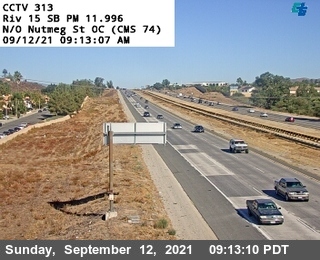 CCTV 313
Riv 15 SB PM 11.996
N/O Nutmeg St OC (CMS 74)
09/12/21 09:13:07 AM
Sunday, September 12, 2021 09:13:10 PDT